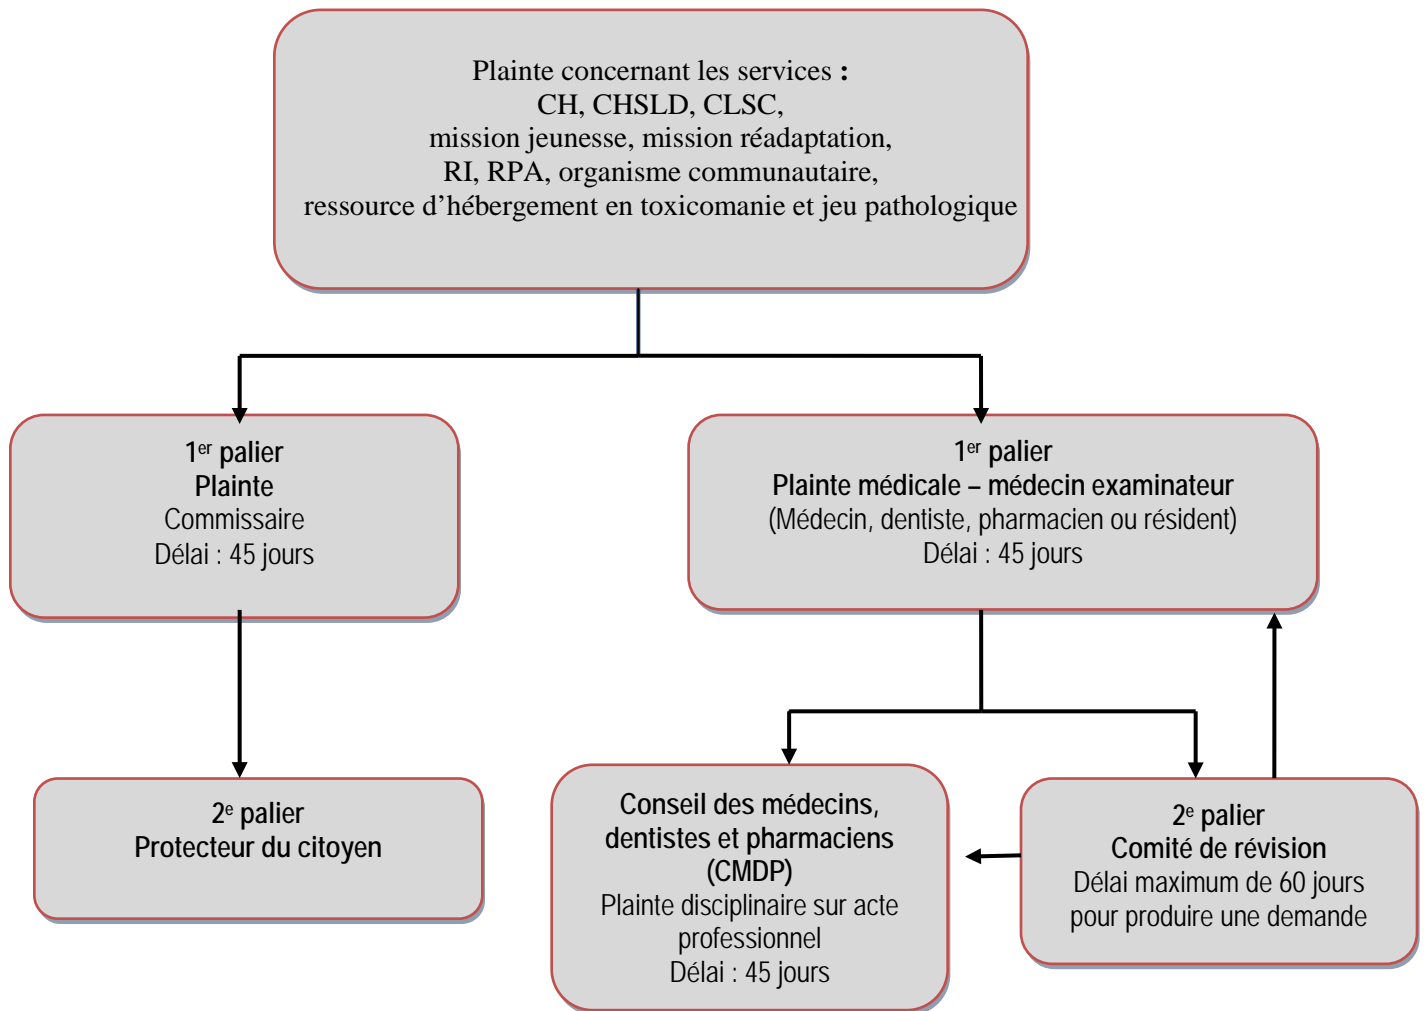 Plainte concernant les services :
CH, CHSLD, CLSC,
mission jeunesse, mission réadaptation,
RI, RPA, organisme communautaire,
ressource d’hébergement en toxicomanie et jeu pathologique
1er palier
Plainte
Commissaire
Délai : 45 jours
1er palier
Plainte médicale – médecin examinateur
(Médecin, dentiste, pharmacien ou résident)
Délai : 45 jours
2e palier
Protecteur du citoyen
Conseil des médecins,
dentistes et pharmaciens
(CMDP)
Plainte disciplinaire sur acte
professionnel
Délai : 45 jours
2e palier
Comité de révision
Délai maximum de 60 jours
pour produire une demande